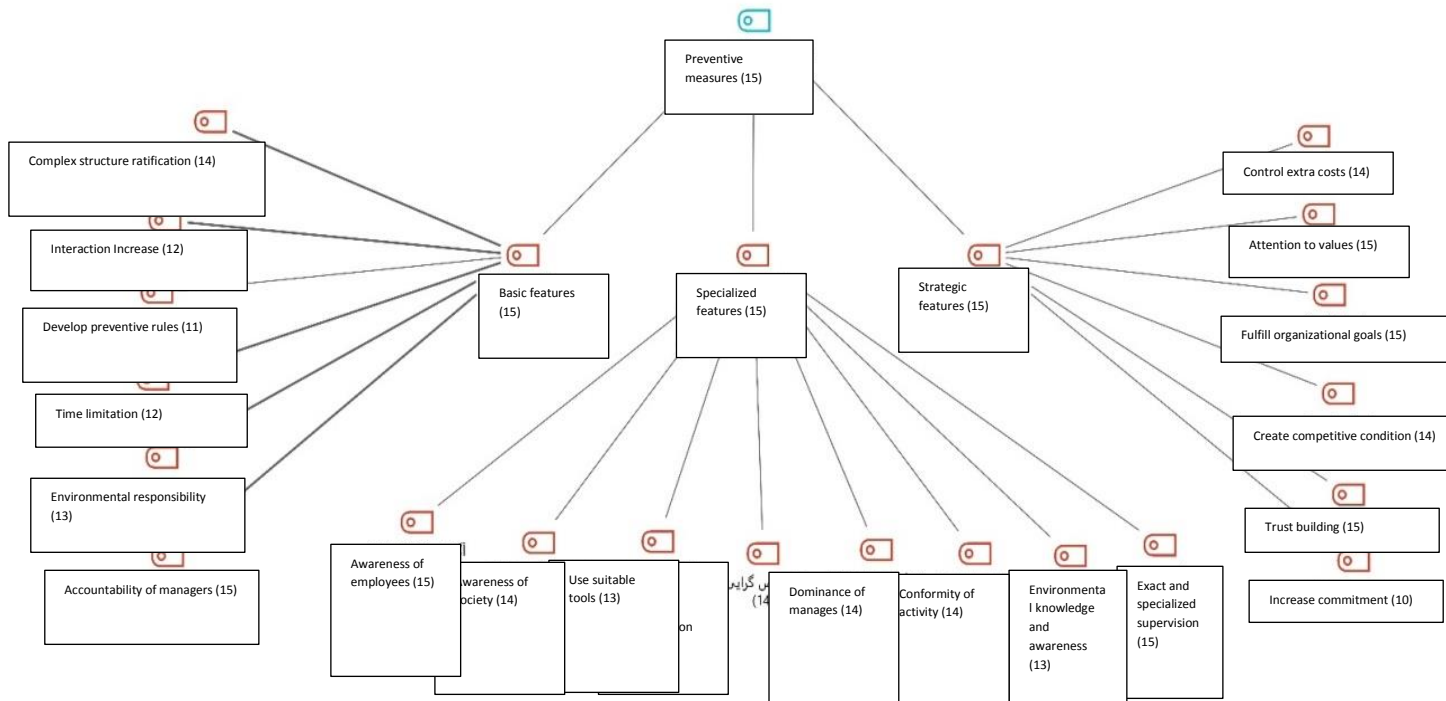 Preventive
measures (15)
Complex structure ratification (14)
Interaction Increase (12)
Develop preventive rules (11)
Time limitation (12)
Environmental responsibility
(13)
Accountability of managers (15)
Basic features
(15)
Specialized
features (15)
Strategic
features (15)
Control extra costs (14)
Attention to values (15)
Fulfill organizational goals (15)
Create competitive condition (14)
Trust building (15)
Increase commitment (10)
Awareness of
employees (15)
wareness of
ociety (14)
Use suitable
tools (13)
on
گرایی
(14
Dominance of
manages (14)
Conformity of
activity (14)
Environmenta
l knowledge
and
awareness
(13)
Exact and
specialized
supervision
(15)